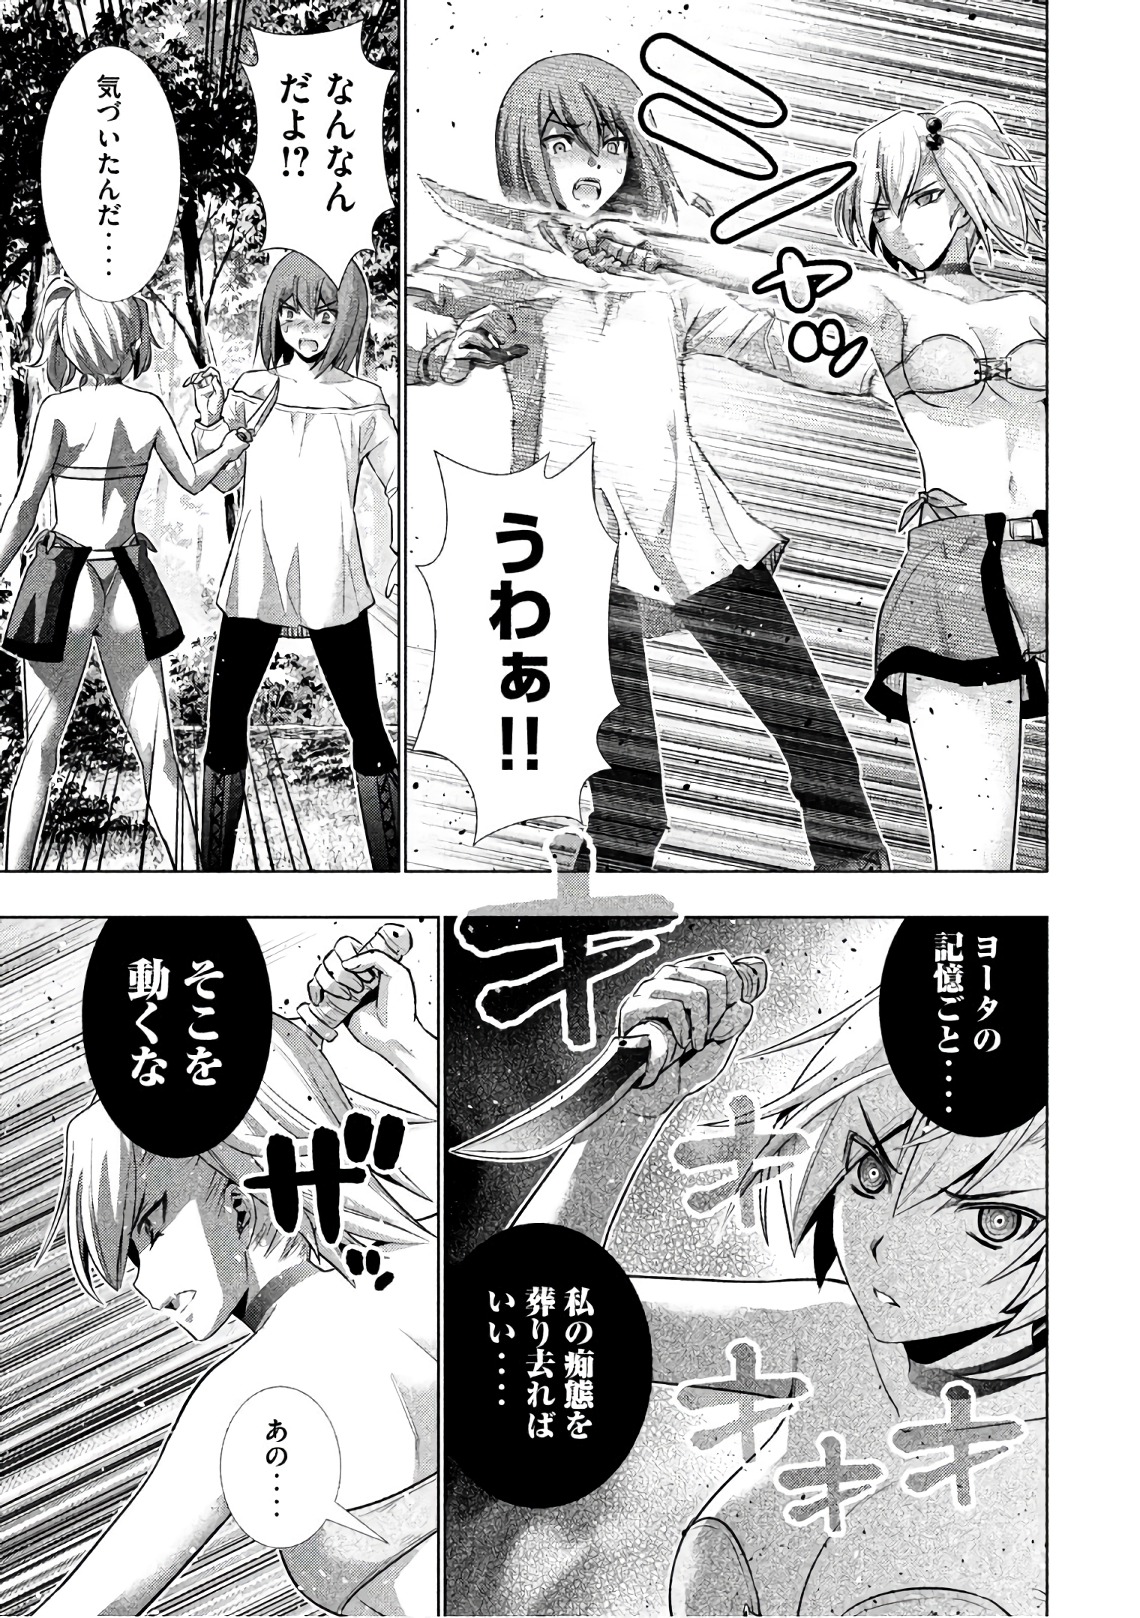 シャッ
うわぁ!!
なんなん
だよ!?
気づいたんだ‥‥
ヨータの
記憶ごと‥‥
私の痴態を
葬り去れば
いい‥‥
オ
オ
オ
オ
オ
そこを
動くな
ザッ
あの‥‥